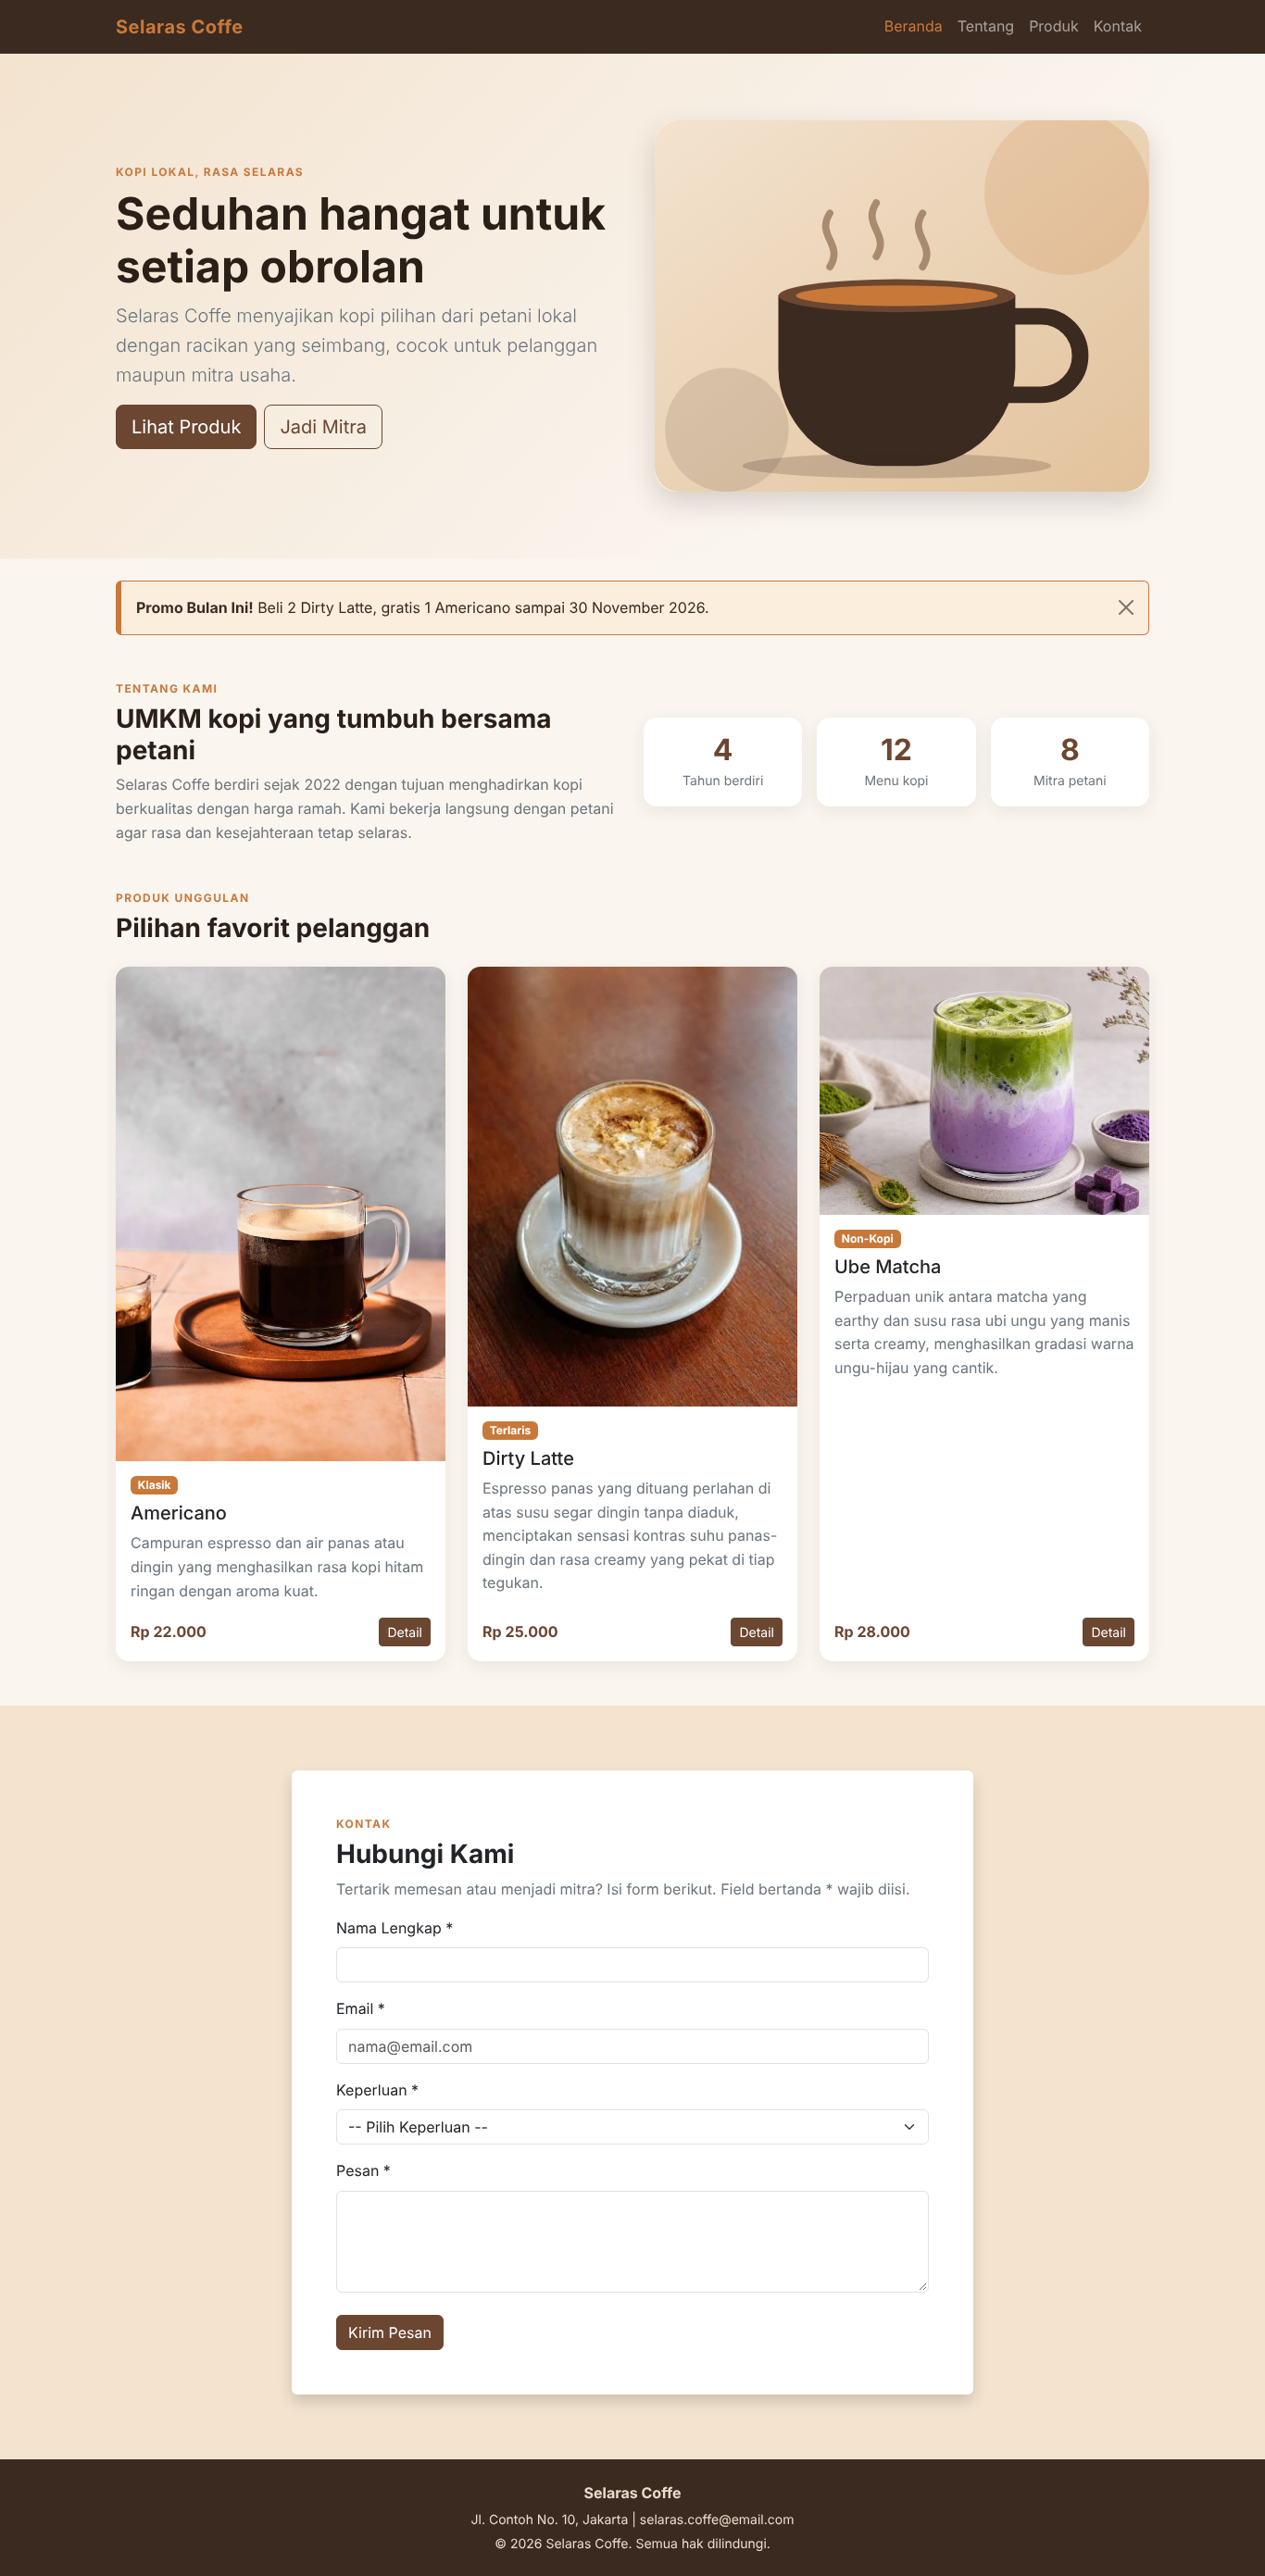 Selaras Coffe
Beranda Tentang Produk Kontak
KOPI LOKAL, RASA SELARAS
Seduhan hangat untuk
setiap obrolan
Selaras Coffe menyajikan kopi pilihan dari petani lokal
dengan racikan yang seimbang, cocok untuk pelanggan
maupun mitra usaha.
Lihat Produk Jadi Mitra
Promo Bulan Ini! Beli 2 Dirty Latte, gratis 1 Americano sampai 30 November 2026.
TENTANG KAMI
UMKM kopi yang tumbuh bersama
petani
Selaras Coffe berdiri sejak 2022 dengan tujuan menghadirkan kopi
berkualitas dengan harga ramah. Kami bekerja langsung dengan petani
agar rasa dan kesejahteraan tetap selaras.
4
Tahun berdiri
12
Menu kopi
8
Mitra petani
PRODUK UNGGULAN
Pilihan favorit pelanggan
Klasik
Americano
Campuran espresso dan air panas atau
dingin yang menghasilkan rasa kopi hitam
ringan dengan aroma kuat.
Rp 22.000 Detail
Terlaris
Dirty Latte
Espresso panas yang dituang perlahan di
atas susu segar dingin tanpa diaduk,
menciptakan sensasi kontras suhu panas-
dingin dan rasa creamy yang pekat di tiap
tegukan.
Rp 25.000 Detail
Non-Kopi
Ube Matcha
Perpaduan unik antara matcha yang
earthy dan susu rasa ubi ungu yang manis
serta creamy, menghasilkan gradasi warna
ungu-hijau yang cantik.
Rp 28.000 Detail
KONTAK
Hubungi Kami
Tertarik memesan atau menjadi mitra? Isi form berikut. Field bertanda * wajib diisi.
Nama Lengkap *
Email *
nama@email.com
Keperluan *
-- Pilih Keperluan --
Pesan *
Kirim Pesan
Selaras Coffe
Jl. Contoh No. 10, Jakarta | selaras.coffe@email.com
© 2026 Selaras Coffe. Semua hak dilindungi.